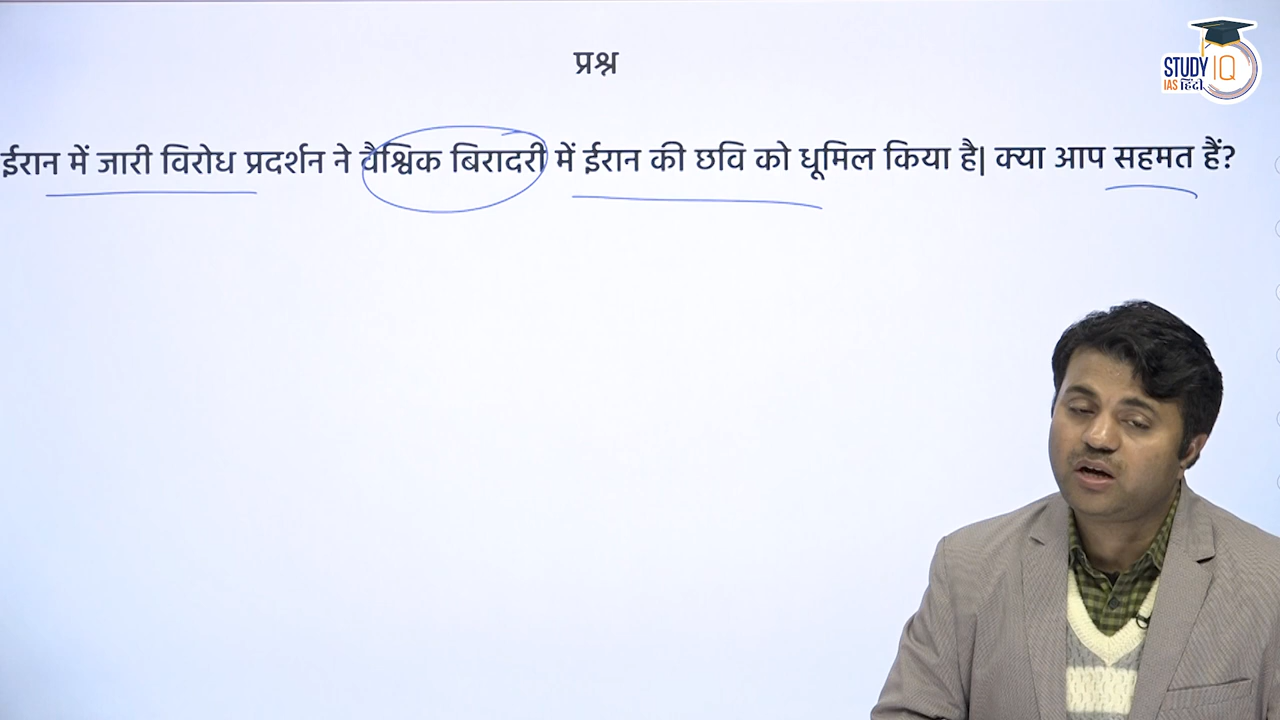 प्रश्न
STUDY IQ
IAS हिंदी
ईरान में जारी विरोध प्रदर्शन ने वैश्विक बिरादरी में ईरान की छवि को धूमिल किया है| क्या आप सहमत हैं?